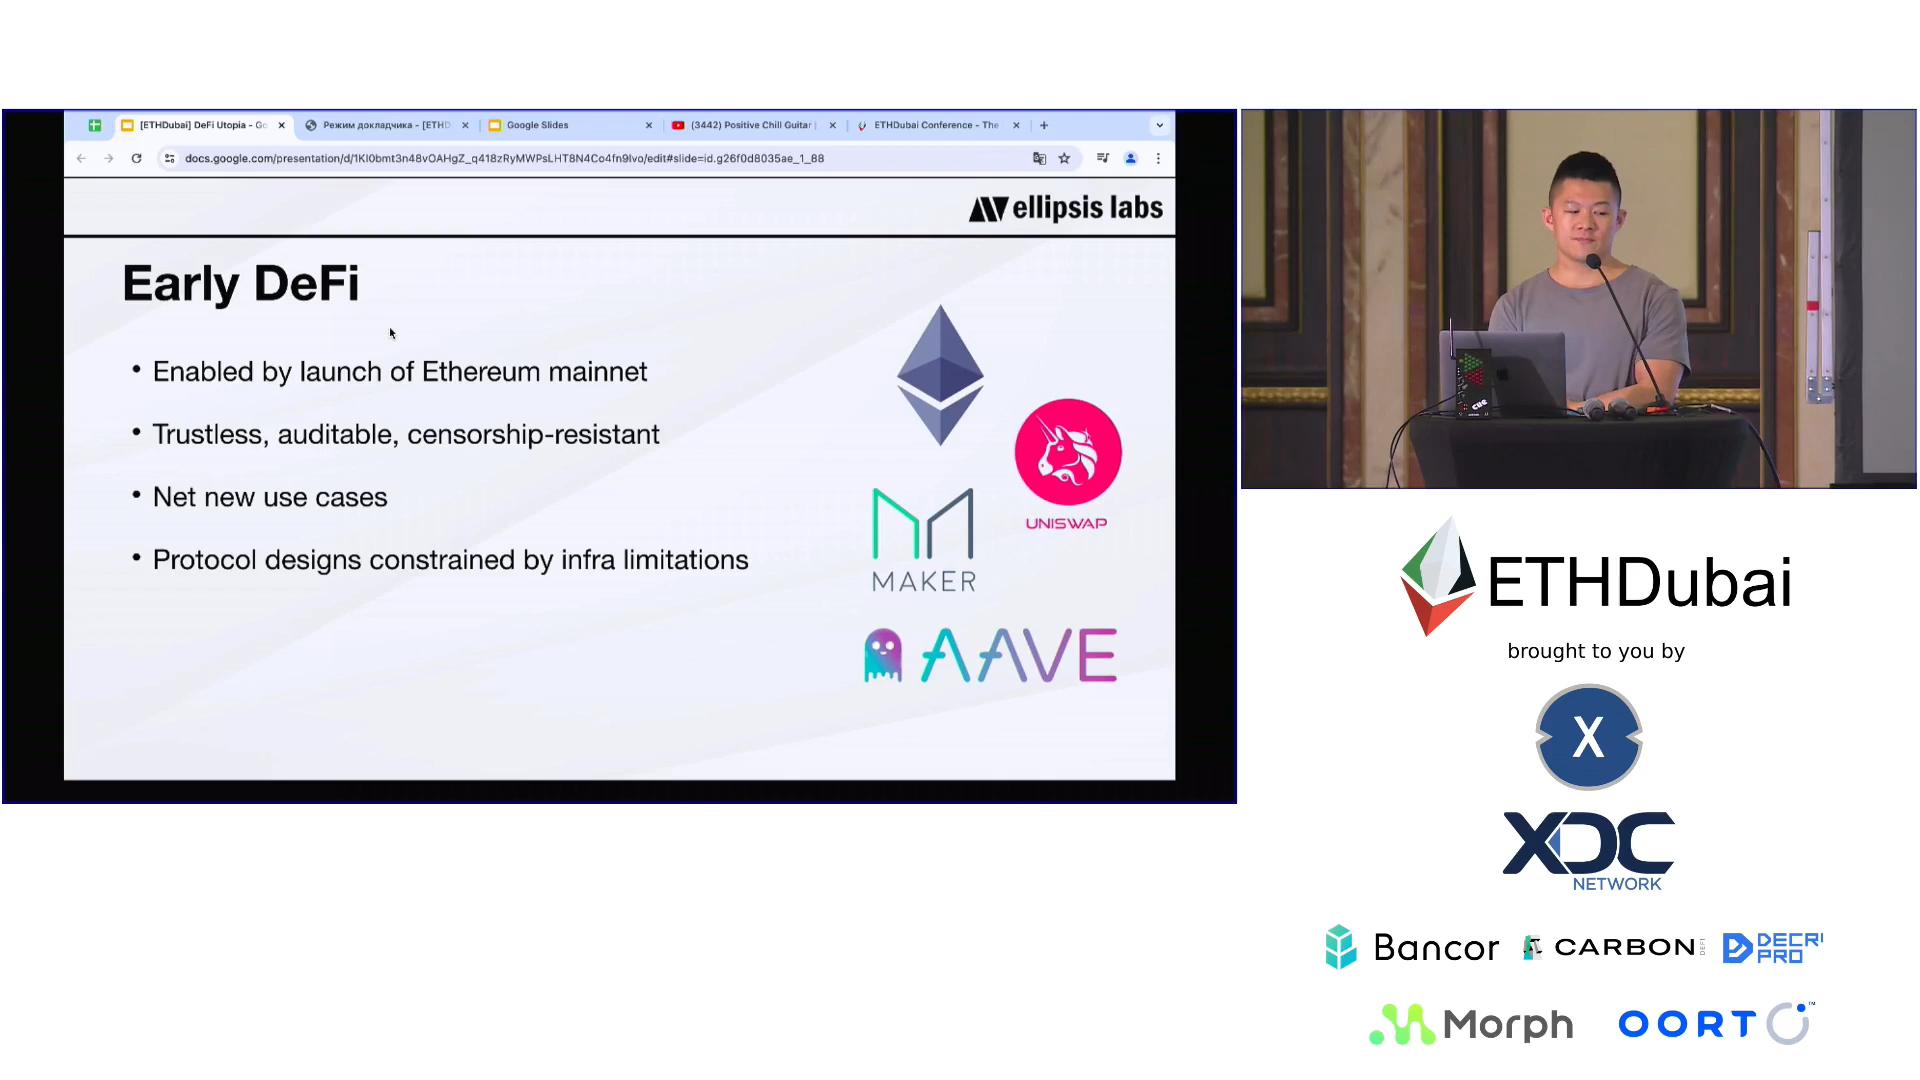 [ETHDubai] DeFi Utopia - Go
Режим докладчика - [ETHD
Google Slides
(3442) Positive Chill Guitar |
ETHDubai Conference - The
docs.google.com/presentation/d/1Kl0bmt3n48vOAHgZ_q418zRyMWPsLHT8N4Co4fn9lvo/edit#slide=id.g26f0d8035ae_1_88
ellipsis labs
Early DeFi
• Enabled by launch of Ethereum mainnet
• Trustless, auditable, censorship-resistant
• Net new use cases
• Protocol designs constrained by infra limitations
UNISWAP
MAKER
AAVE
cue
ETHDubai
brought to you by
X
XDC
NETWORK
Bancor
CARBON DEFI
DECRI
PRO
Morph
OORT™